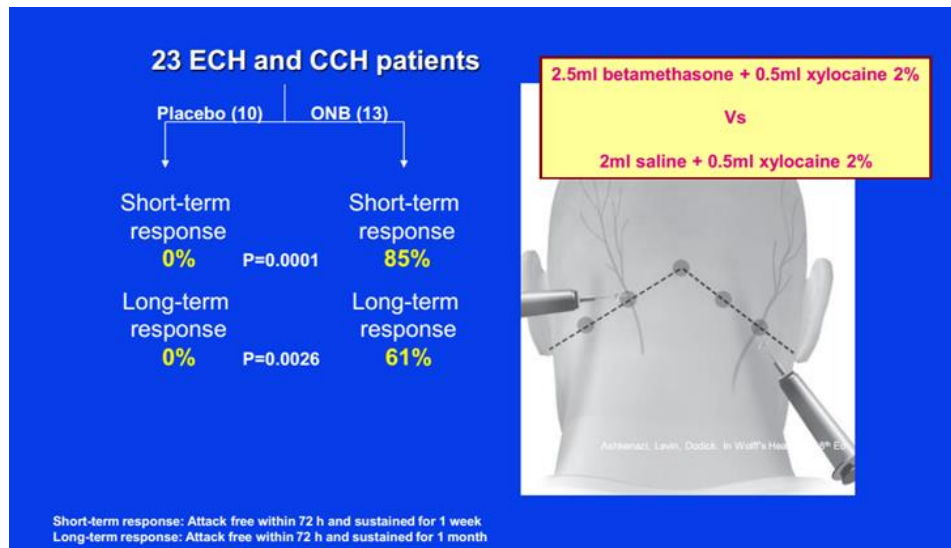 23 ECH and CCH patients
Placebo (10)
ONB (13)
Short-term
response
0%
P=0.0001
Short-term
response
85%
Long-term
response
0%
P=0.0026
Long-term
response
61%
2.5ml betamethasone + 0.5ml xylocaine 2%
Vs
2ml saline + 0.5ml xylocaine 2%
Ashkenazi, Levin, Dodick. In Wolff's 8th Ed
Short-term response: Attack free within 72 h and sustained for 1 week
Long-term response: Attack free within 72 h and sustained for 1 month